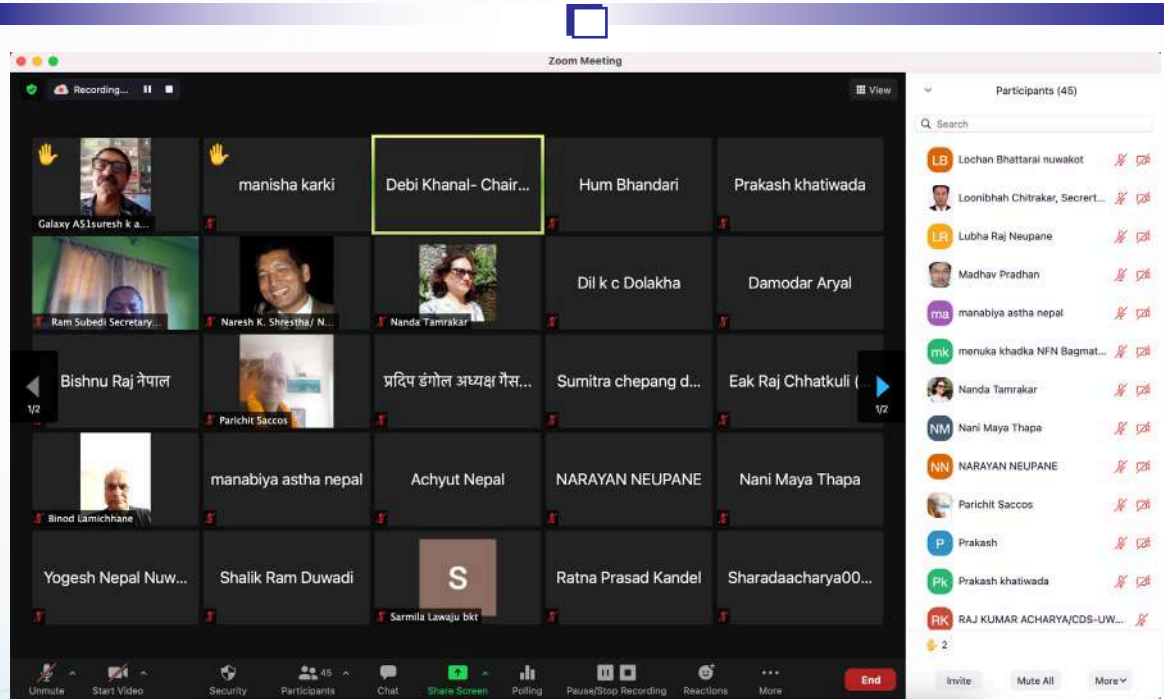 Zoom Meeting
Recording...
View
Participants (45)
Search
manisha karki
Debi Khanal- Chair...
Hum Bhandari
Prakash khatiwada
Galaxy A51suresh k a...
Dil k c Dolakha
Damodar Aryal
Ram Subedi Secretary...
Naresh K. Shrestha/ N...
Nanda Tamrakar
Bishnu Raj नेपाल
प्रदिप डंगोल अध्यक्ष गैस...
Sumitra chepang d...
Eak Raj Chhatkuli (
1/2
1/2
Parichit Saccos
manabiya astha nepal
Achyut Nepal
NARAYAN NEUPANE
Nani Maya Thapa
Binod Lamichhane
Yogesh Nepal Nuw...
Shalik Ram Duwadi
S
Ratna Prasad Kandel
Sharadaacharya00...
Sarmila Lawaju bkt
LB Lochan Bhattarai nuwakot
Loonibhah Chitrakar, Secrert...
LR Lubha Raj Neupane
Madhav Pradhan
ma manabiya astha nepal
mk menuka khadka NFN Bagmat...
Nanda Tamrakar
NM Nani Maya Thapa
NN NARAYAN NEUPANE
Parichit Saccos
P Prakash
Pk Prakash khatiwada
RK RAJ KUMAR ACHARYA/CDS-UW...
2
Unmute
Start Video
Security
45
Participants
Chat
Share Screen
Polling
Pause/Stop Recording
Reactions
More
End
Invite
Mute All
More